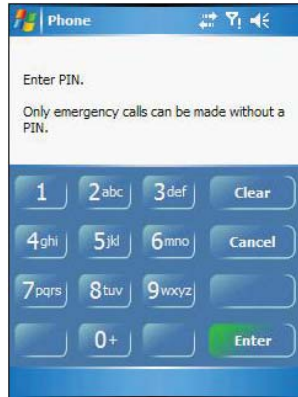 Phone
Enter PIN.
Only emergency calls can be made without a
PIN.
1 2abc 3def Clear
4ghi 5jkl 6mno Cancel
7pqrs 8tuv 9wxyz
0+ Enter